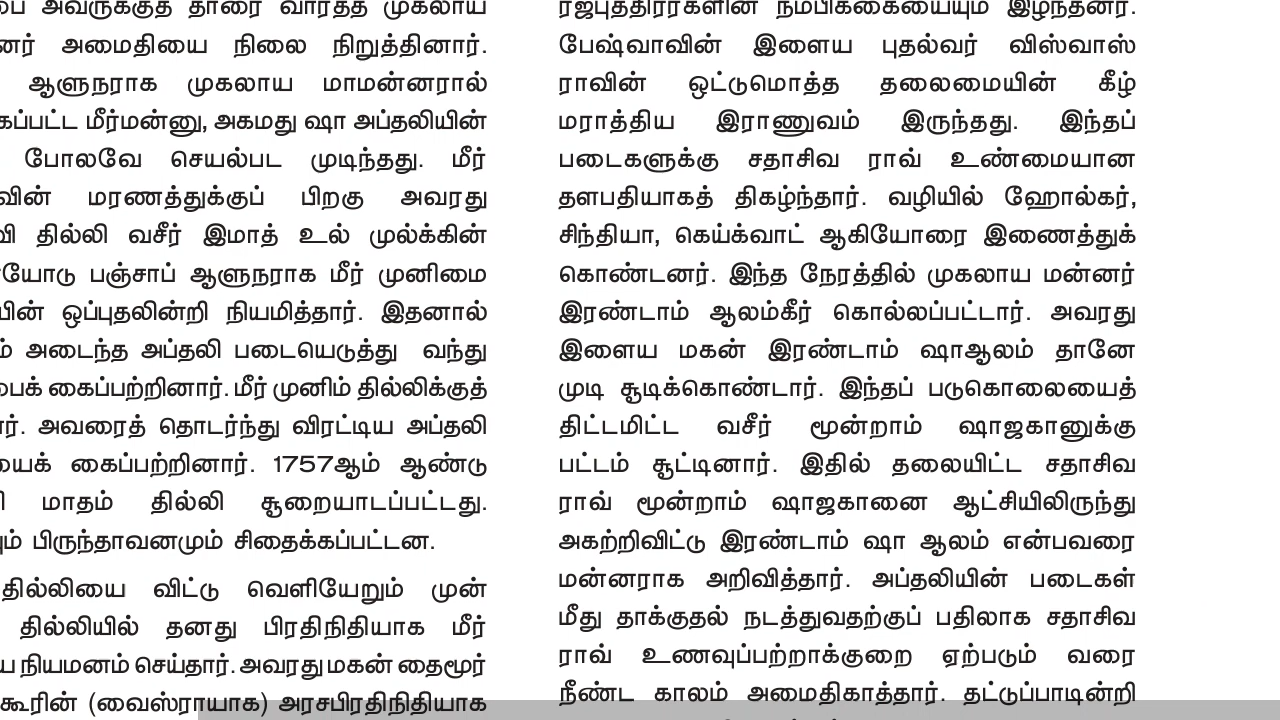 அவருக்குத் தாரை வார்த்த முகலாய
அமைதியை நிலை நிறுத்தினார்.
ஆளுநராக முகலாய மாமன்னரால்
மீர்மன்னு, அகமது ஷா அப்தலியின்
போலவே செயல்பட முடிந்தது. மீர்
மரணத்துக்குப் பிறகு அவரது
தில்லி வசீர் இமாத் உல் முல்க்கின்
பஞ்சாப் ஆளுநராக மீர் முனிமை
ஒப்புதலின்றி நியமித்தார். இதனால்
அடைந்த அப்தலி படையெடுத்து வந்து
கைப்பற்றினார். மீர் முனிம் தில்லிக்குத்
அவரைத் தொடர்ந்து விரட்டிய அப்தலி
கைப்பற்றினார். 1757ஆம் ஆண்டு
மாதம் தில்லி சூறையாடப்பட்டது.
பிருந்தாவனமும் சிதைக்கப்பட்டன.
தில்லியை விட்டு வெளியேறும் முன்
தில்லியில் தனது பிரதிநிதியாக மீர்
நியமனம் செய்தார். அவரது மகன் தைமூர்
(வைஸ்ராயாக) அரசபிரதிநிதியாக
நம்பிக்கையையும் இழந்தனர்.
பேஷ்வாவின் இளைய புதல்வர் விஸ்வாஸ்
ராவின் ஒட்டுமொத்த தலைமையின் கீழ்
மராத்திய இராணுவம் இருந்தது. இந்தப்
படைகளுக்கு சதாசிவ ராவ் உண்மையான
தளபதியாகத் திகழ்ந்தார். வழியில் ஹோல்கர்,
சிந்தியா, கெய்க்வாட் ஆகியோரை இணைத்துக்
கொண்டனர். இந்த நேரத்தில் முகலாய மன்னர்
இரண்டாம் ஆலம்கீர் கொல்லப்பட்டார். அவரது
இளைய மகன் இரண்டாம் ஷாஆலம் தானே
முடி சூடிக்கொண்டார். இந்தப் படுகொலையைத்
திட்டமிட்ட வசீர் மூன்றாம் ஷாஜகானுக்கு
பட்டம் சூட்டினார். இதில் தலையிட்ட சதாசிவ
ராவ் மூன்றாம் ஷாஜகானை ஆட்சியிலிருந்து
அகற்றிவிட்டு இரண்டாம் ஷா ஆலம் என்பவரை
மன்னராக அறிவித்தார். அப்தலியின் படைகள்
மீது தாக்குதல் நடத்துவதற்குப் பதிலாக சதாசிவ
ராவ் உணவுப்பற்றாக்குறை ஏற்படும் வரை
நீண்ட காலம் அமைதிகாத்தார். தட்டுப்பாடின்றி